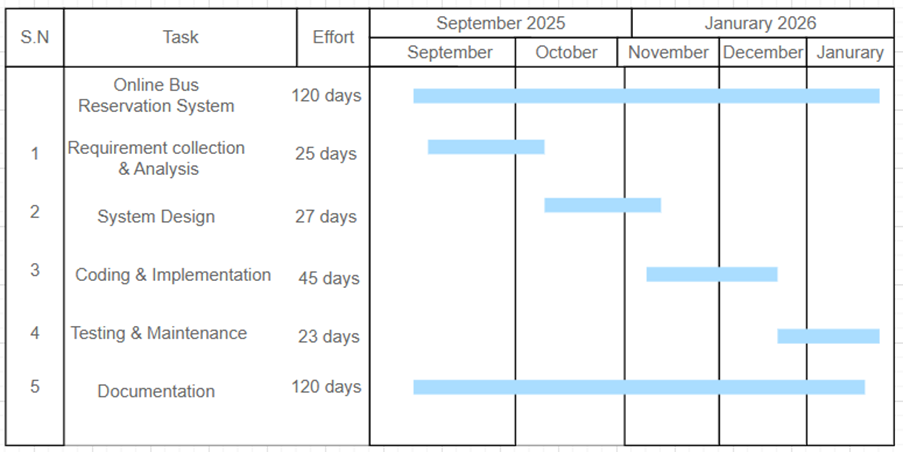 S.N Task Effort September 2025 Janurary 2026
September October November December Janurary
Online Bus
Reservation System 120 days
1 Requirement collection
& Analysis 25 days
2 System Design 27 days
3 Coding & Implementation 45 days
4 Testing & Maintenance 23 days
5 Documentation 120 days